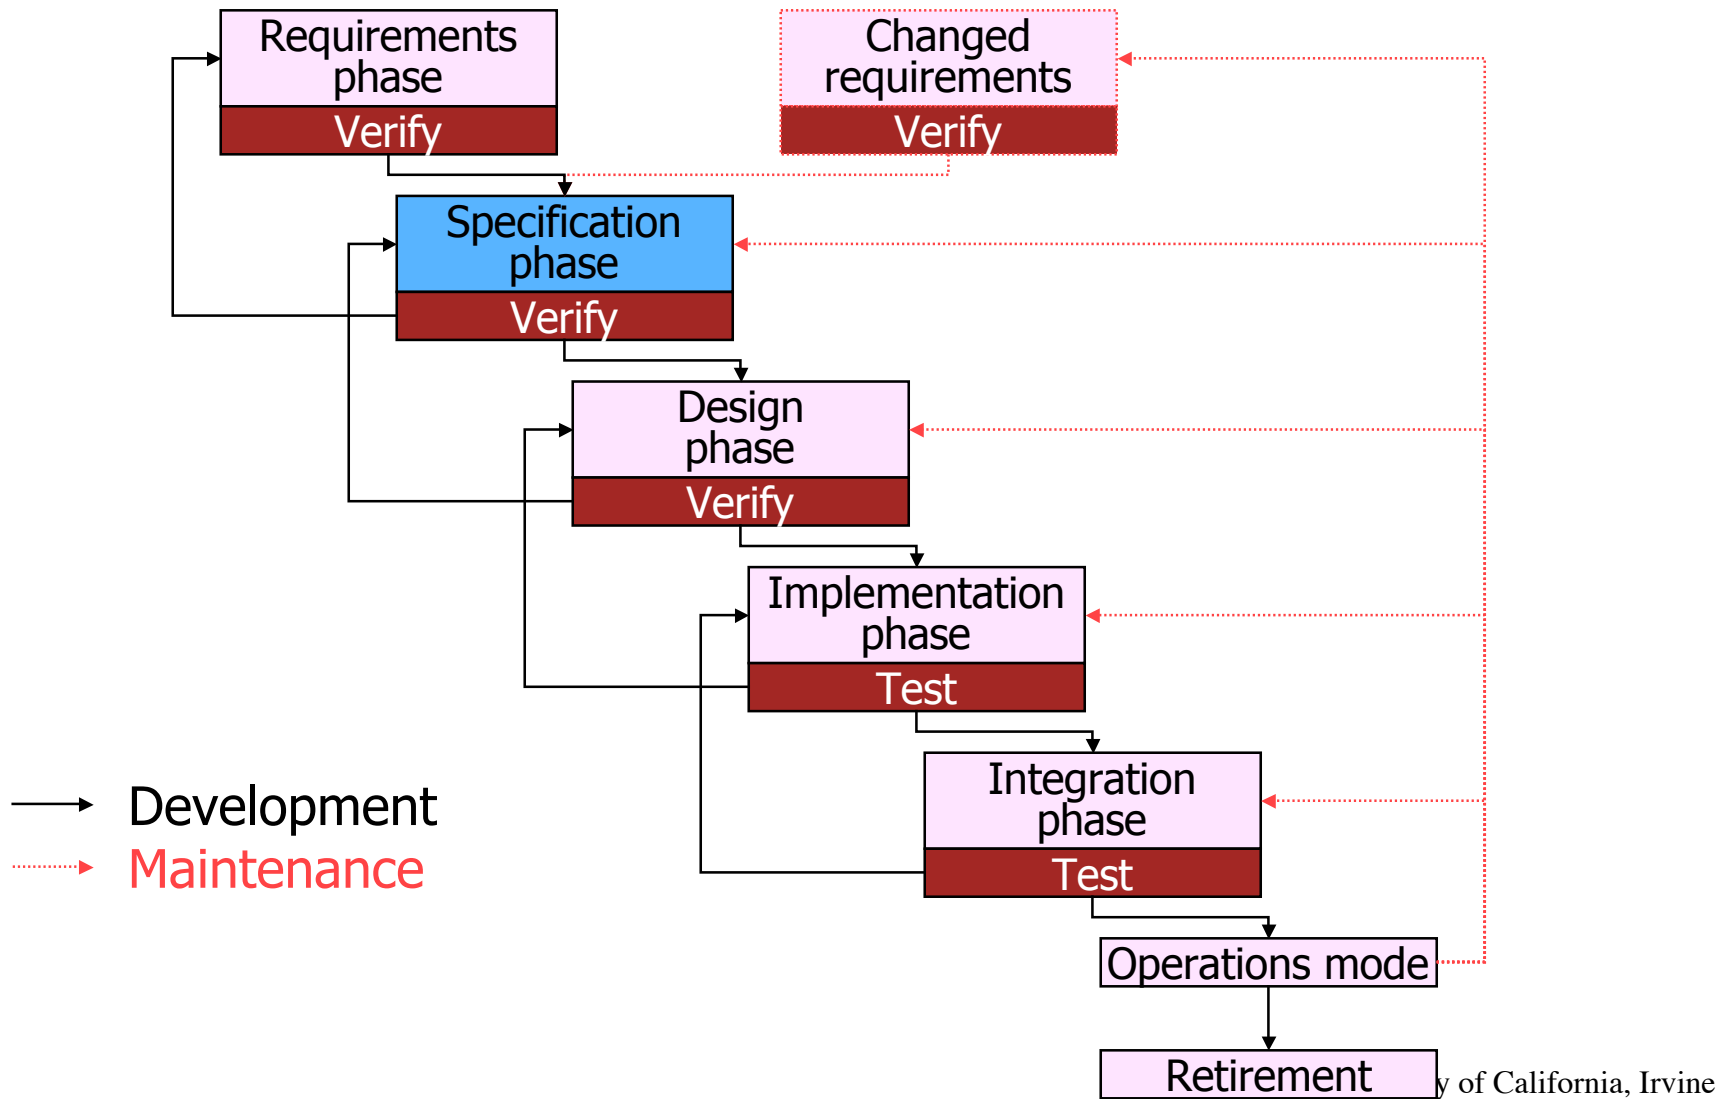 Requirements
phase
Verify
Changed
requirements
Verify
Specification
phase
Verify
Design
phase
Verify
Implementation
phase
Test
Integration
phase
Test
Development
Maintenance
Operations mode
Retirement
of California, Irvine